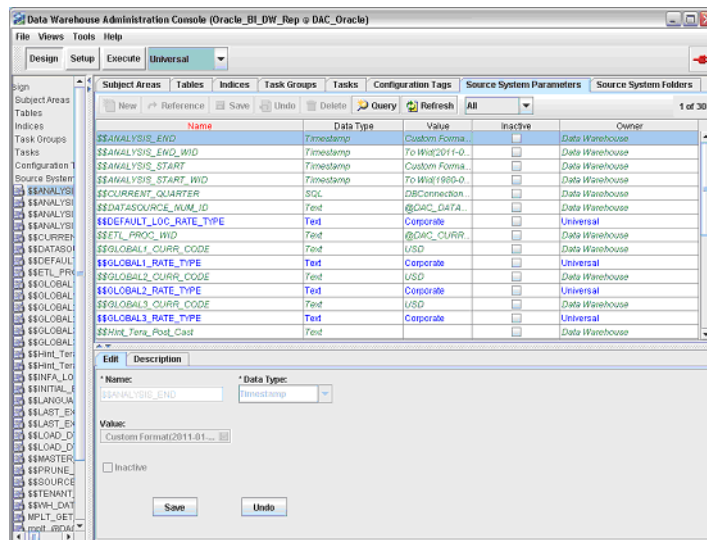 Data Warehouse Administration Console (Oracle_BI_DW_Rep @ DAC_Oracle)
File Views Tools Help
Design Setup Execute Universal
Subject Areas Tables Indices Task Groups Tasks Configuration Tags Source System Parameters Source System Folders
New Reference Save Undo Delete Query Refresh All 1 of 30
Name Data Type Value Inactive Owner
$$ANALYSIS_END Timestamp Custom Forma... Data Warehouse
$$ANALYSIS_END_WID Timestamp To Wid(2011-0... Data Warehouse
$$ANALYSIS_START Timestamp Custom Forma... Data Warehouse
$$ANALYSIS_START_WID Timestamp To Wid(1980-0... Data Warehouse
$$CURRENT_QUARTER SQL DBConnection... Data Warehouse
$$DATASOURCE_NUM_ID Text @DAC_DATA... Data Warehouse
$$DEFAULT_LOC_RATE_TYPE Text Corporate Universal
$$ETL_PROC_WID Text @DAC_CURR... Data Warehouse
$$GLOBAL1_CURR_CODE Text USD Data Warehouse
$$GLOBAL1_RATE_TYPE Text Corporate Universal
$$GLOBAL2_CURR_CODE Text USD Data Warehouse
$$GLOBAL2_RATE_TYPE Text Corporate Universal
$$GLOBAL3_CURR_CODE Text USD Data Warehouse
$$GLOBAL3_RATE_TYPE Text Corporate Universal
$$Hint_Tera_Post_Cast Text Data Warehouse
sign
Subject Areas
Tables
Indices
Task Groups
Tasks
Configuration T
Source System
$$ANALYSI
$$ANALYSI
$$ANALYSI
$$ANALYSI
$$CURREN
$$DATASOU
$$DEFAULT
$$ETL_PRO
$$GLOBAL
$$GLOBAL
$$GLOBAL
$$GLOBAL
$$GLOBAL
$$GLOBAL
$$Hint_Ter
$$Hint_Ter
$$INFA_LO
$$INITIAL_E
$$LANGUA
$$LAST_EX
$$LAST_EX
$$LOAD_D
$$LOAD_D
$$MASTER
$$PRUNE_
$$SOURCE
$$TENANT_
$$WH_DAT
MPLT_GET
Edit Description
* Name: * Data Type:
$$ANALYSIS_END Timestamp
Value:
Custom Format(2011-01-...
Inactive
Save Undo